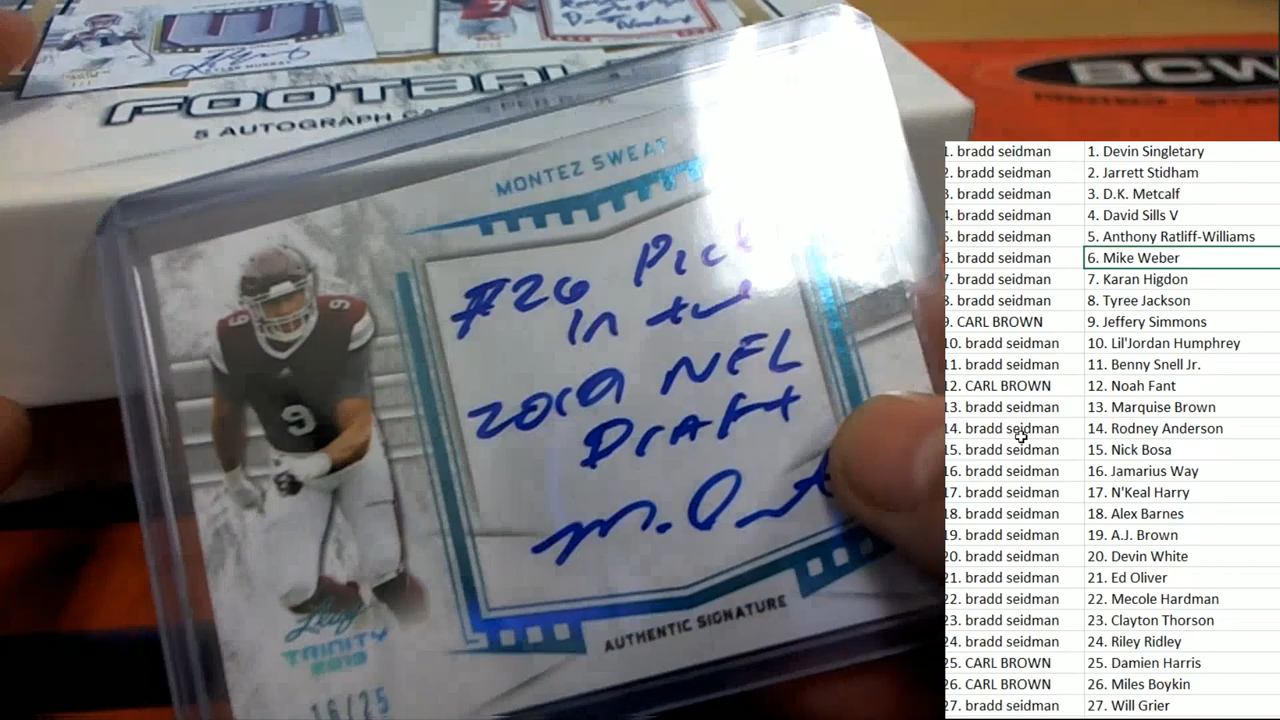 FOOTBALL
5 AUTOGRAPH
BCW
MONTEZ SWEAT
#26 Pick
in the
2019 NFL
Draft
AUTHENTIC SIGNATURE
Leaf
TRINITY
2019
16/25
1. bradd seidman 1. Devin Singletary
2. bradd seidman 2. Jarrett Stidham
3. bradd seidman 3. D.K. Metcalf
4. bradd seidman 4. David Sills V
5. bradd seidman 5. Anthony Ratliff-Williams
6. bradd seidman 6. Mike Weber
7. bradd seidman 7. Karan Higdon
8. bradd seidman 8. Tyree Jackson
9. CARL BROWN 9. Jeffery Simmons
10. bradd seidman 10. Lil'Jordan Humphrey
11. bradd seidman 11. Benny Snell Jr.
12. CARL BROWN 12. Noah Fant
13. bradd seidman 13. Marquise Brown
14. bradd seidman 14. Rodney Anderson
15. bradd seidman 15. Nick Bosa
16. bradd seidman 16. Jamarius Way
17. bradd seidman 17. N'Keal Harry
18. bradd seidman 18. Alex Barnes
19. bradd seidman 19. A.J. Brown
20. bradd seidman 20. Devin White
21. bradd seidman 21. Ed Oliver
22. bradd seidman 22. Mecole Hardman
23. bradd seidman 23. Clayton Thorson
24. bradd seidman 24. Riley Ridley
25. CARL BROWN 25. Damien Harris
26. CARL BROWN 26. Miles Boykin
27. bradd seidman 27. Will Grier